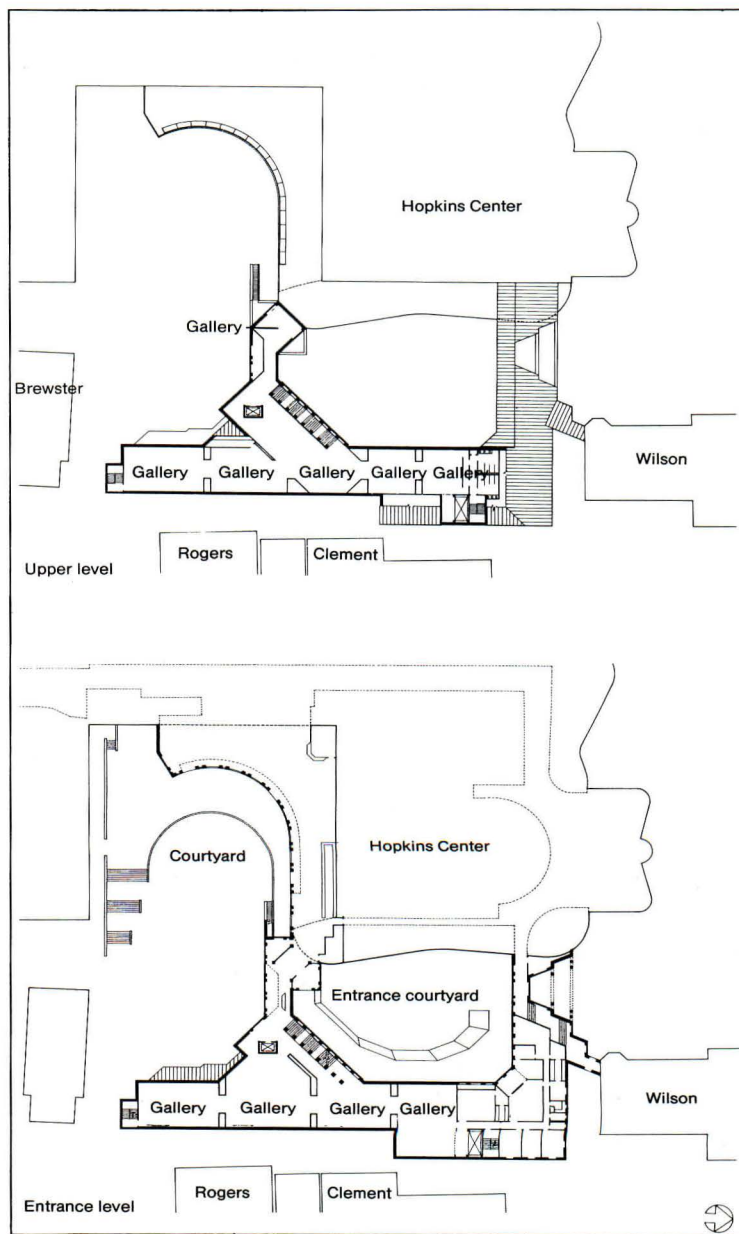 Hopkins Center
Gallery
Brewster
Gallery Gallery Gallery Gallery Gallery
Wilson
Rogers Clement
Upper level
Courtyard
Hopkins Center
Entrance courtyard
Gallery Gallery Gallery Gallery
Wilson
Rogers Clement
Entrance level